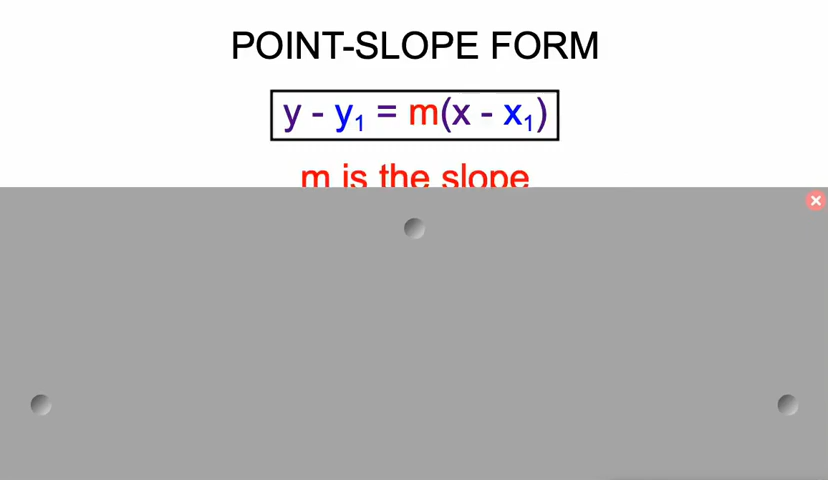 POINT-SLOPE FORM
y - y₁ = m(x - x₁)
m is the slope